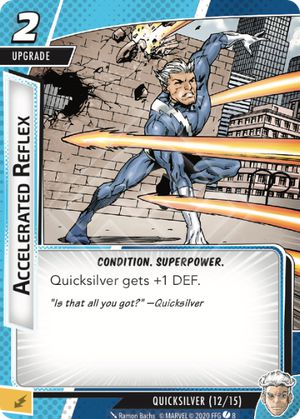 2
UPGRADE
ACCELERATED REFLEX
CONDITION. SUPERPOWER.
Quicksilver gets +1 DEF.
"Is that all you got?" —Quicksilver
QUICKSILVER (12/15)
Ramon Bachs © MARVEL © 2020 FFG 8